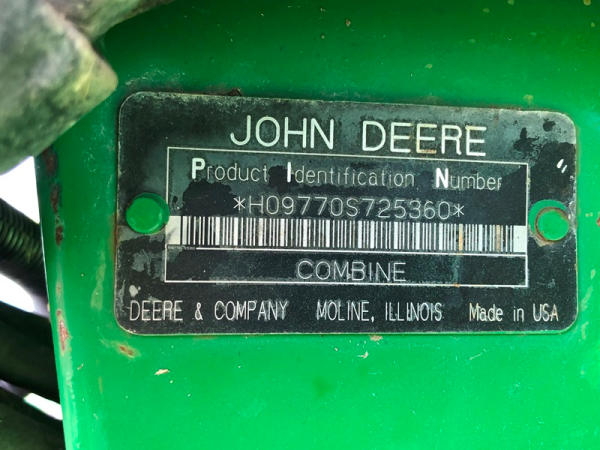 JOHN DEERE
Product Identification Number
*H09770S725360*
COMBINE
DEERE & COMPANY MOLINE, ILLINOIS Made in USA